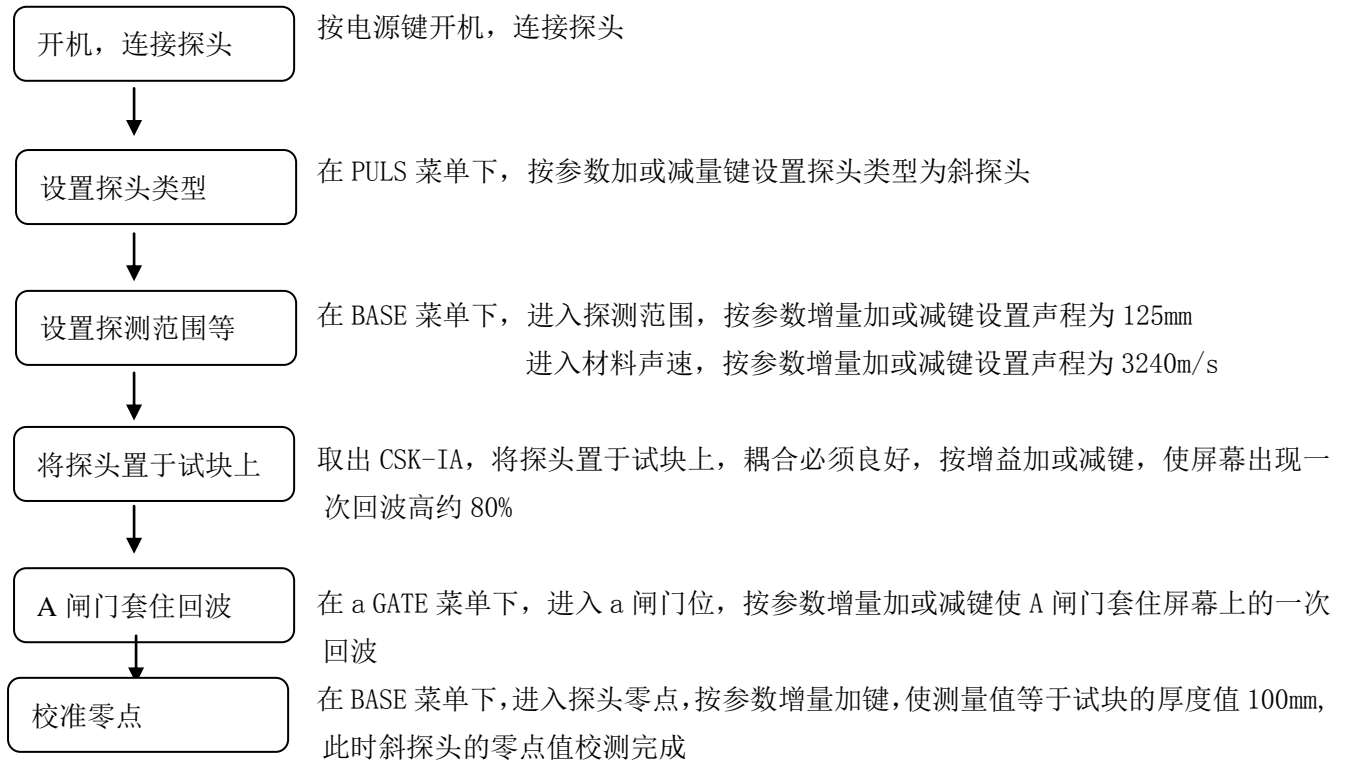 开机，连接探头
按电源键开机，连接探头
设置探头类型
在 PULS 菜单下，按参数加或减量键设置探头类型为斜探头
设置探测范围等
在 BASE 菜单下，进入探测范围，按参数增量加或减键设置声程为 125mm
进入材料声速，按参数增量加或减键设置声程为 3240m/s
将探头置于试块上
取出 CSK-IA，将探头置于试块上，耦合必须良好，按增益加或减键，使屏幕出现一
次回波高约 80%
A 闸门套住回波
在 a GATE 菜单下，进入 a 闸门位，按参数增量加或减键使 A 闸门套住屏幕上的一次
回波
校准零点
在 BASE 菜单下,进入探头零点,按参数增量加键,使测量值等于试块的厚度值 100mm,
此时斜探头的零点值校测完成